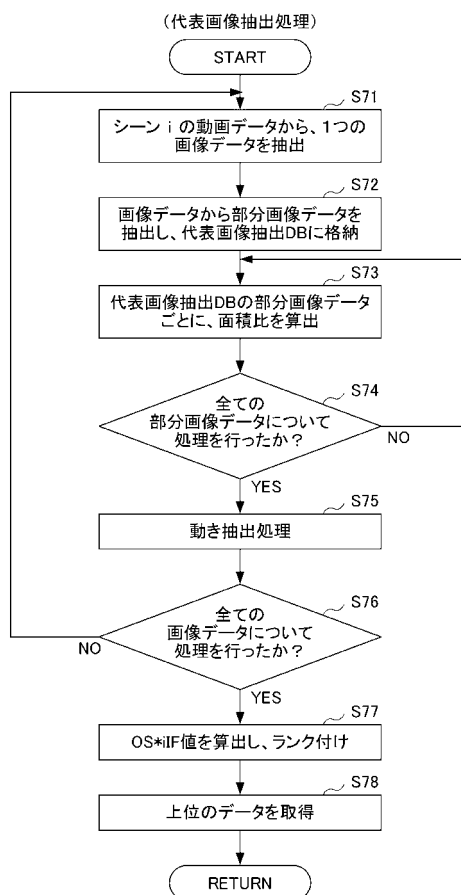 (代表画像抽出処理)
START
S71
シーンｉの動画データから、1つの
画像データを抽出
S72
画像データから部分画像データを
抽出し、代表画像抽出DBに格納
S73
代表画像抽出DBの部分画像データ
ごとに、面積比を算出
S74
全ての
部分画像データについて
処理を行ったか？
NO
YES
S75
動き抽出処理
S76
全ての
画像データについて
処理を行ったか？
NO
YES
S77
OS*iIF値を算出し、ランク付け
S78
上位のデータを取得
RETURN